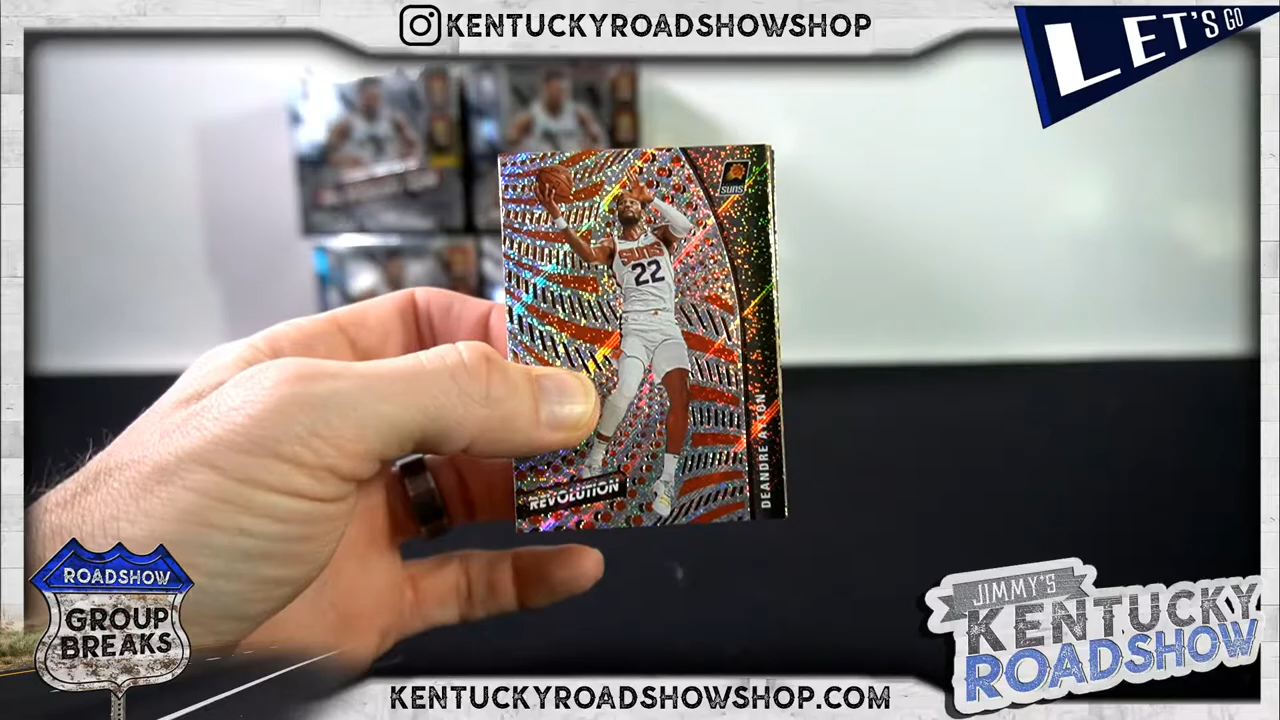 KENTUCKYROADSHOWSHOP
LET'S GO
SUNS
SUNS
22
DEANDRE AYTON
REVOLUTION
ROADSHOW
GROUP
BREAKS
JIMMY'S
KENTUCKY
ROADSHOW
KENTUCKYROADSHOWSHOP.COM